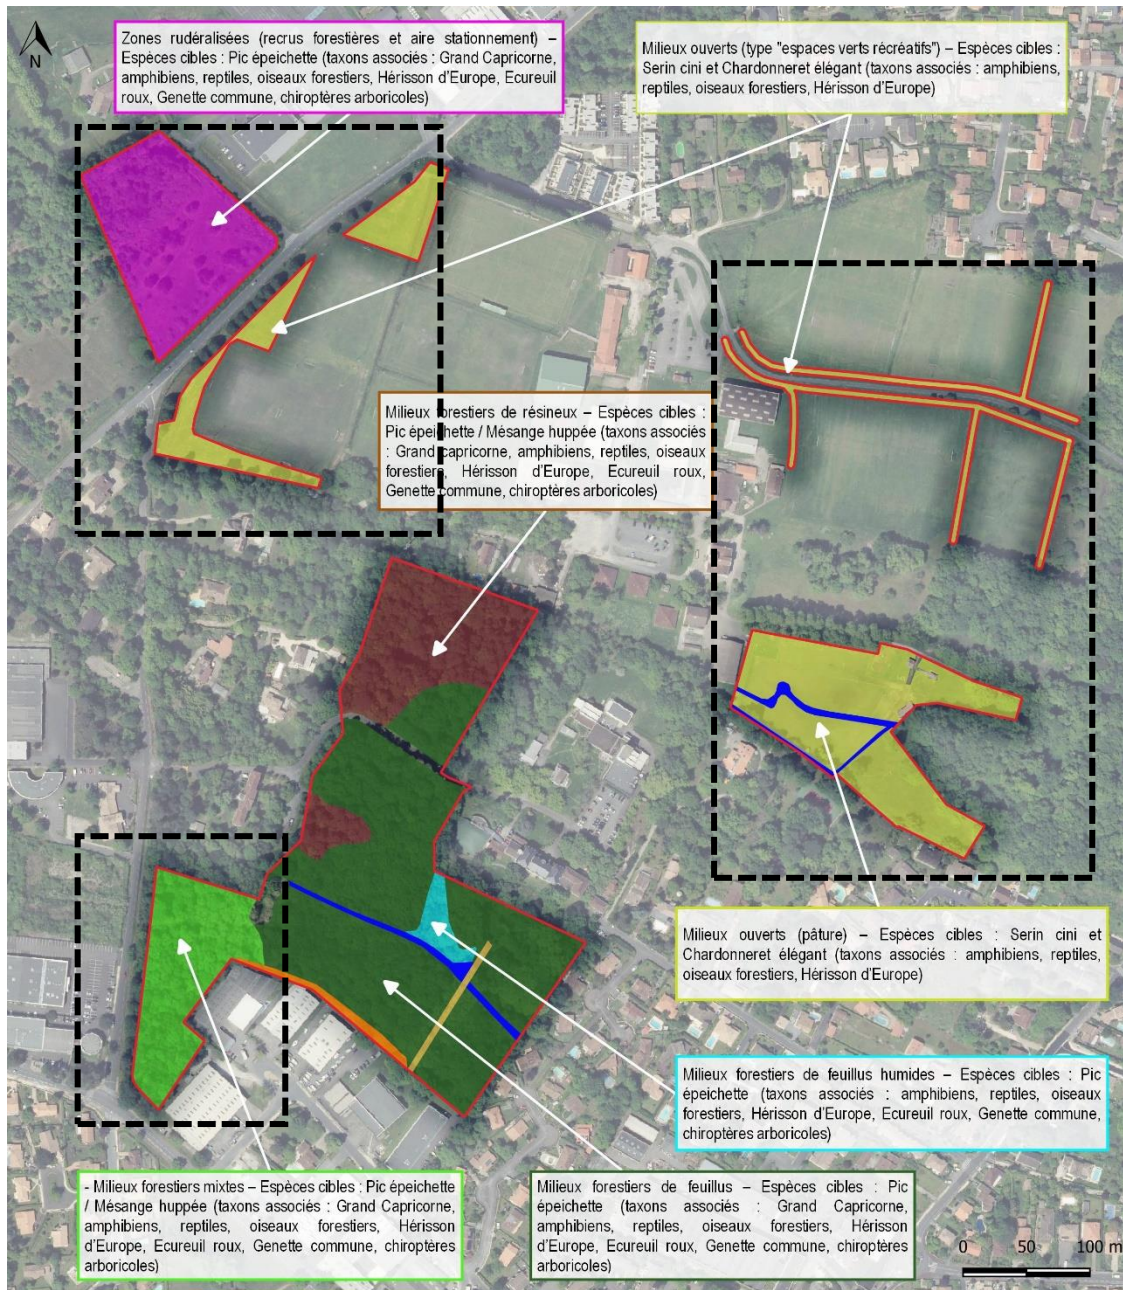 N
Zones rudéralisées (recrus forestières et aire stationnement) –
Espèces cibles : Pic épeichette (taxons associés : Grand Capricorne,
amphibiens, reptiles, oiseaux forestiers, Hérisson d'Europe, Ecureuil
roux, Genette commune, chiroptères arboricoles)
Milieux ouverts (type "espaces verts récréatifs") – Espèces cibles :
Serin cini et Chardonneret élégant (taxons associés : amphibiens,
reptiles, oiseaux forestiers, Hérisson d'Europe)
Milieux forestiers de résineux – Espèces cibles :
Pic épeichette / Mésange huppée (taxons associés
: Grand capricorne, amphibiens, reptiles, oiseaux
forestiers, Hérisson d'Europe, Ecureuil roux,
Genette commune, chiroptères arboricoles)
Milieux ouverts (pâture) – Espèces cibles : Serin cini et
Chardonneret élégant (taxons associés : amphibiens, reptiles,
oiseaux forestiers, Hérisson d'Europe)
Milieux forestiers de feuillus humides – Espèces cibles : Pic
épeichette (taxons associés : amphibiens, reptiles, oiseaux
forestiers, Hérisson d'Europe, Ecureuil roux, Genette commune,
chiroptères arboricoles)
- Milieux forestiers mixtes – Espèces cibles : Pic épeichette
/ Mésange huppée (taxons associés : Grand Capricorne,
amphibiens, reptiles, oiseaux forestiers, Hérisson
d'Europe, Ecureuil roux, Genette commune, chiroptères
arboricoles)
Milieux forestiers de feuillus – Espèces cibles : Pic
épeichette (taxons associés : Grand Capricorne,
amphibiens, reptiles, oiseaux forestiers, Hérisson
d'Europe, Ecureuil roux, Genette commune, chiroptères
arboricoles)
0 50 100 m